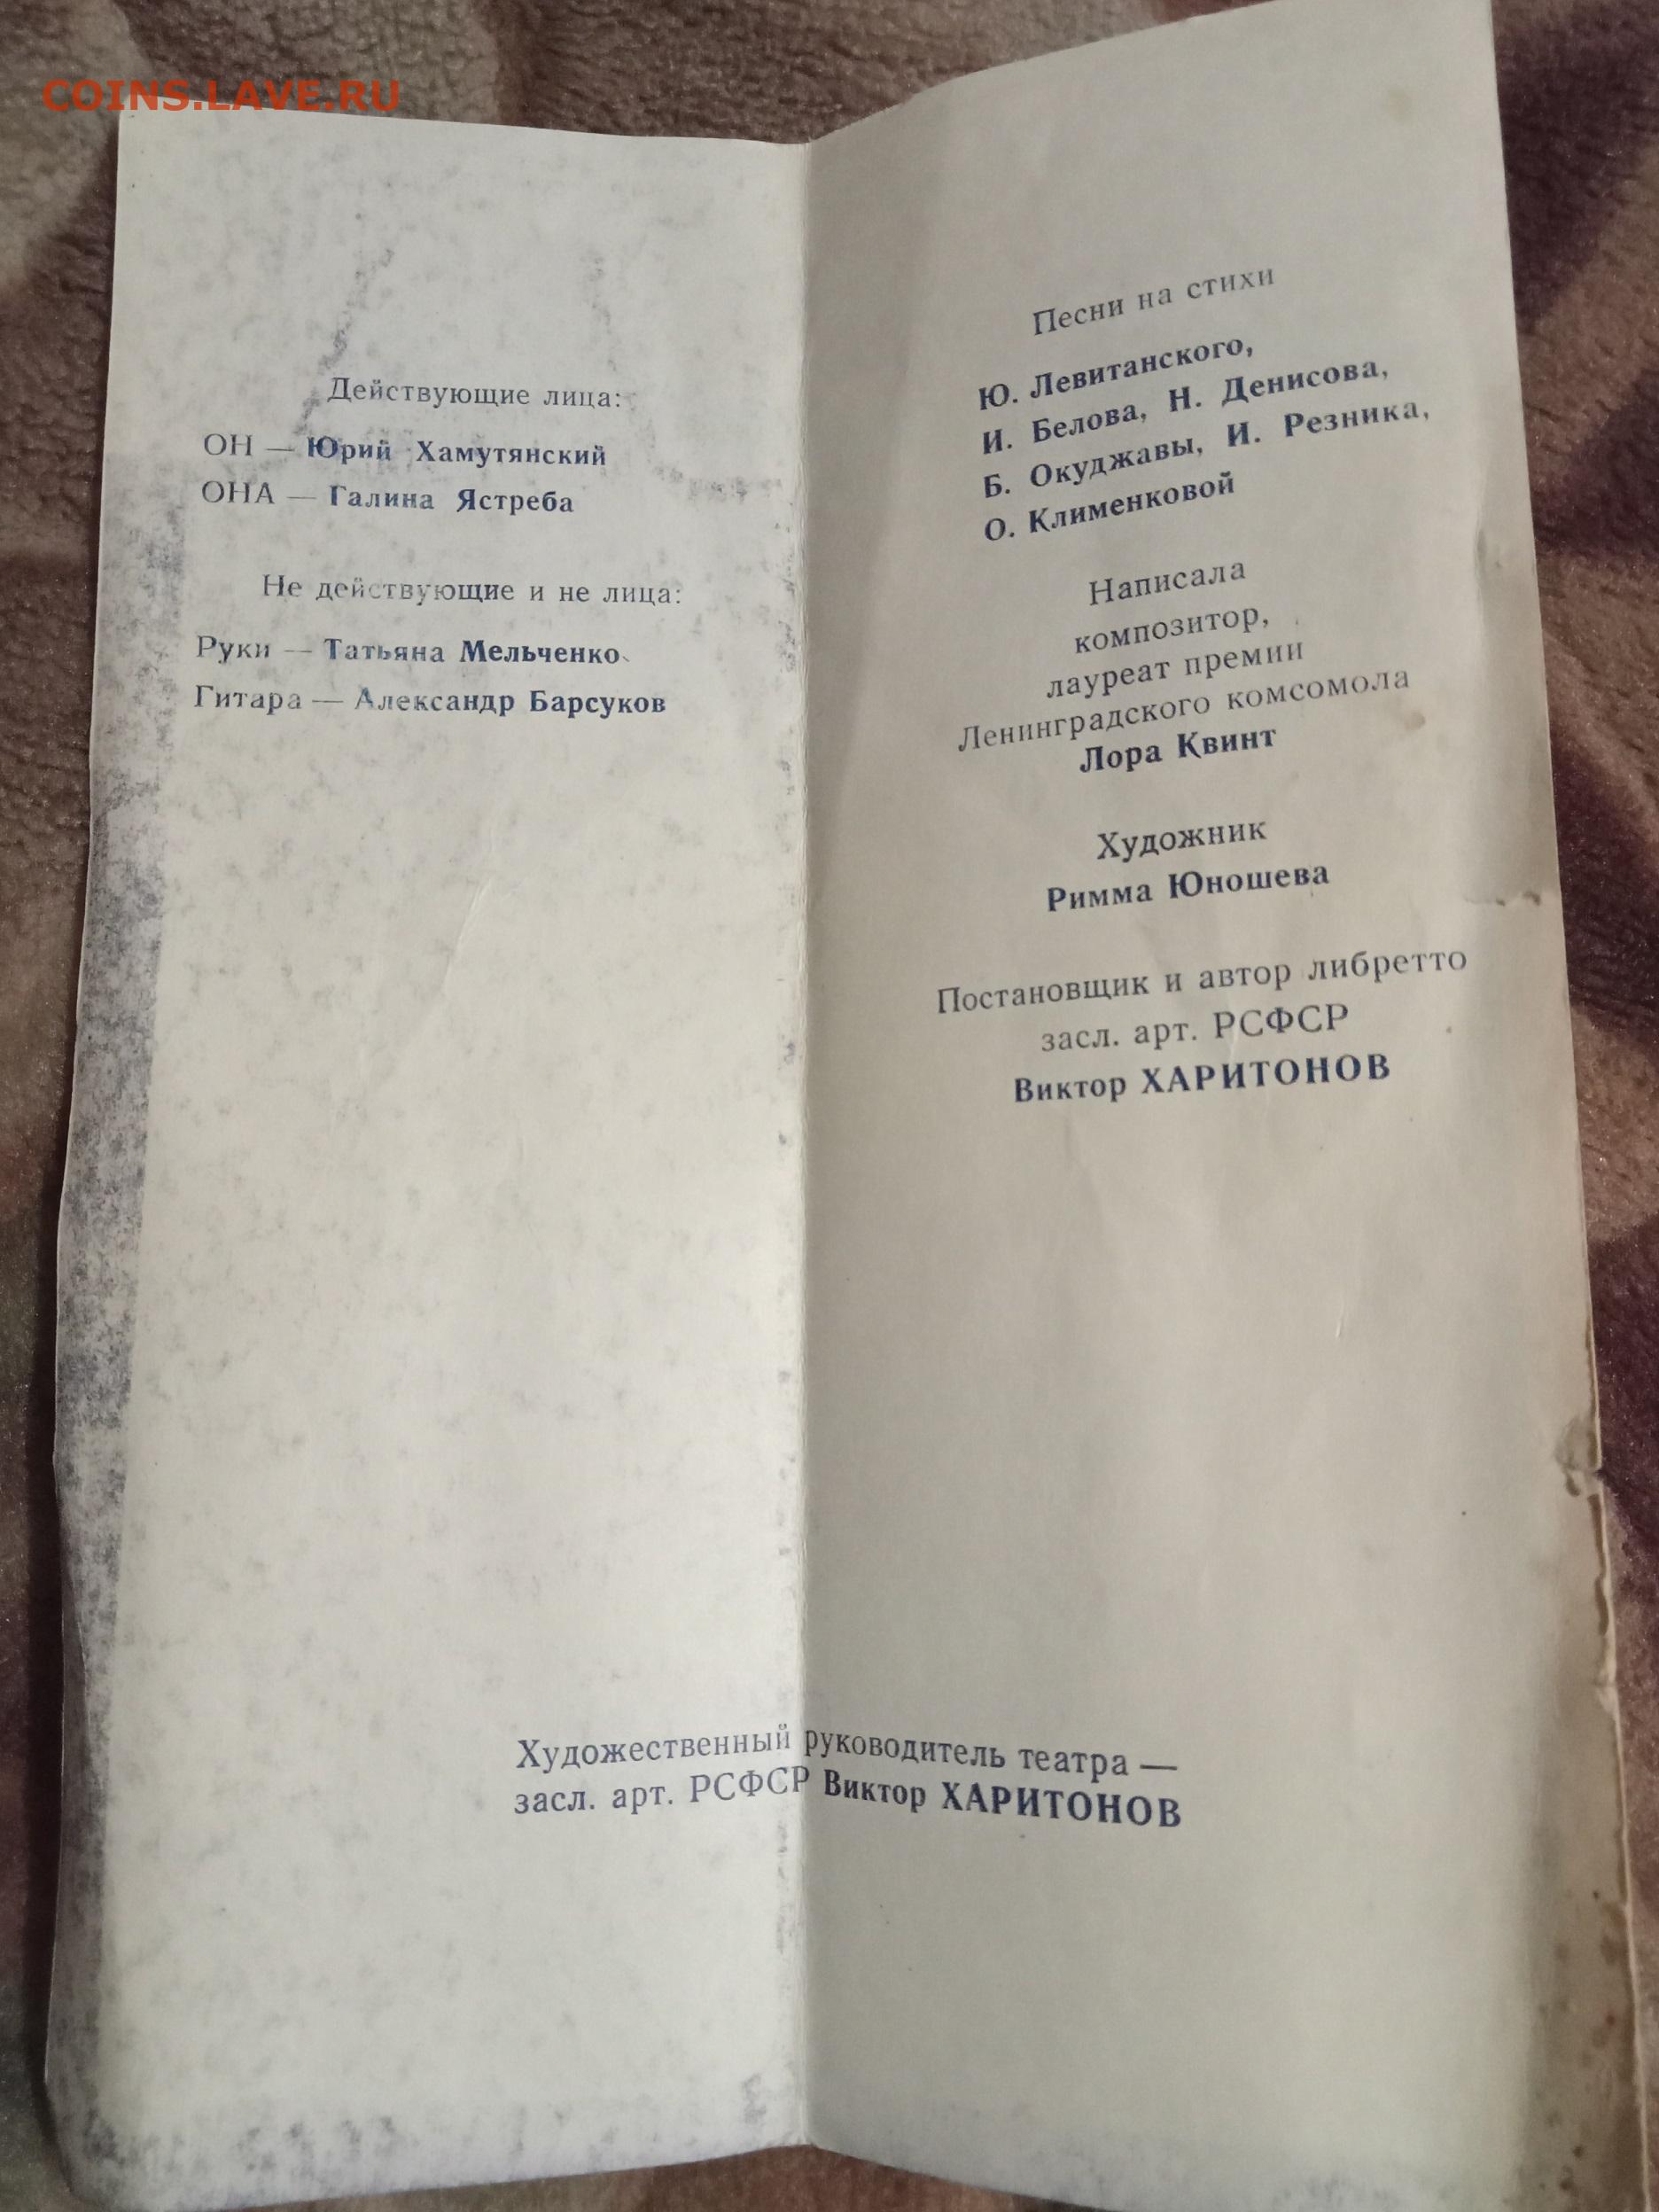 COINS.LAVE.RU
Действующие лица:
ОН — Юрий Хамутянский
ОНА — Галина Ястреба
Не действующие и не лица:
Руки — Татьяна Мельченко
Гитара — Александр Барсуков
Песни на стихи
Ю. Левитанского,
И. Белова, Н. Денисова,
Б. Окуджавы, И. Резника,
О. Клименковой
Написала
композитор,
лауреат премии
Ленинградского комсомола
Лора Квинт
Художник
Римма Юношева
Постановщик и автор либретто
засл. арт. РСФСР
Виктор ХАРИТОНОВ
Художественный руководитель театра —
засл. арт. РСФСР Виктор ХАРИТОНОВ